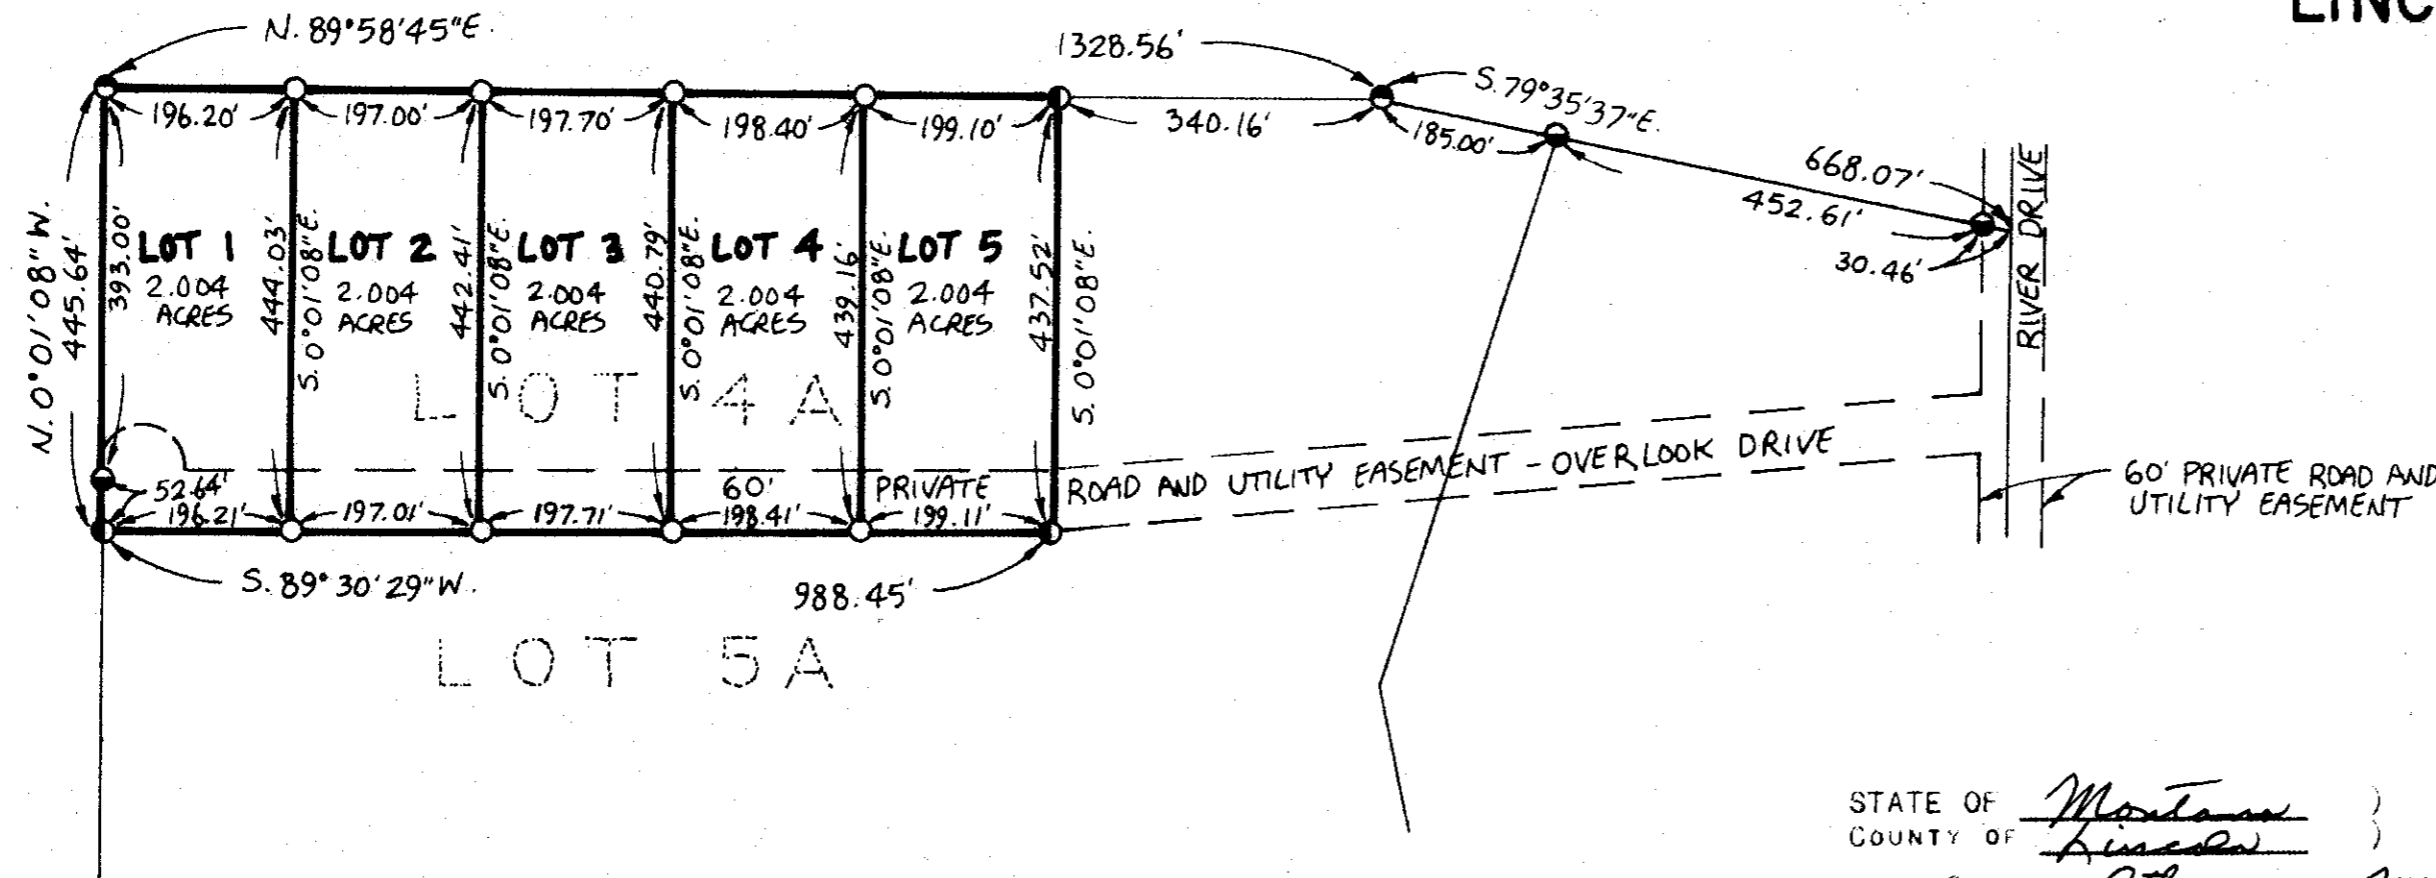 LINC
N. 89°58'45"E.
1328.56'
S. 79°35'37"E.
196.20'
197.00'
197.70'
198.40'
199.10'
340.16'
185.00'
668.07'
452.61'
30.46'
RIVER DRIVE
N. 0°01'08"W.
445.64'
393.00'
LOT 1
2.004
ACRES
444.03'
S. 0°01'08"E.
LOT 2
2.004
ACRES
442.41'
S. 0°01'08"E.
LOT 3
2.004
ACRES
440.79'
S. 0°01'08"E.
LOT 4
2.004
ACRES
439.16'
S. 0°01'08"E.
LOT 5
2.004
ACRES
437.52'
S. 0°01'08"E.
LOT 4A
52.64'
60' PRIVATE ROAD AND UTILITY EASEMENT - OVERLOOK DRIVE
196.21'
197.01'
197.71'
198.41'
199.11'
60' PRIVATE ROAD AND
UTILITY EASEMENT
S. 89°30'29"W.
988.45'
LOT 5A
STATE OF Montana )
COUNTY OF Lincoln )